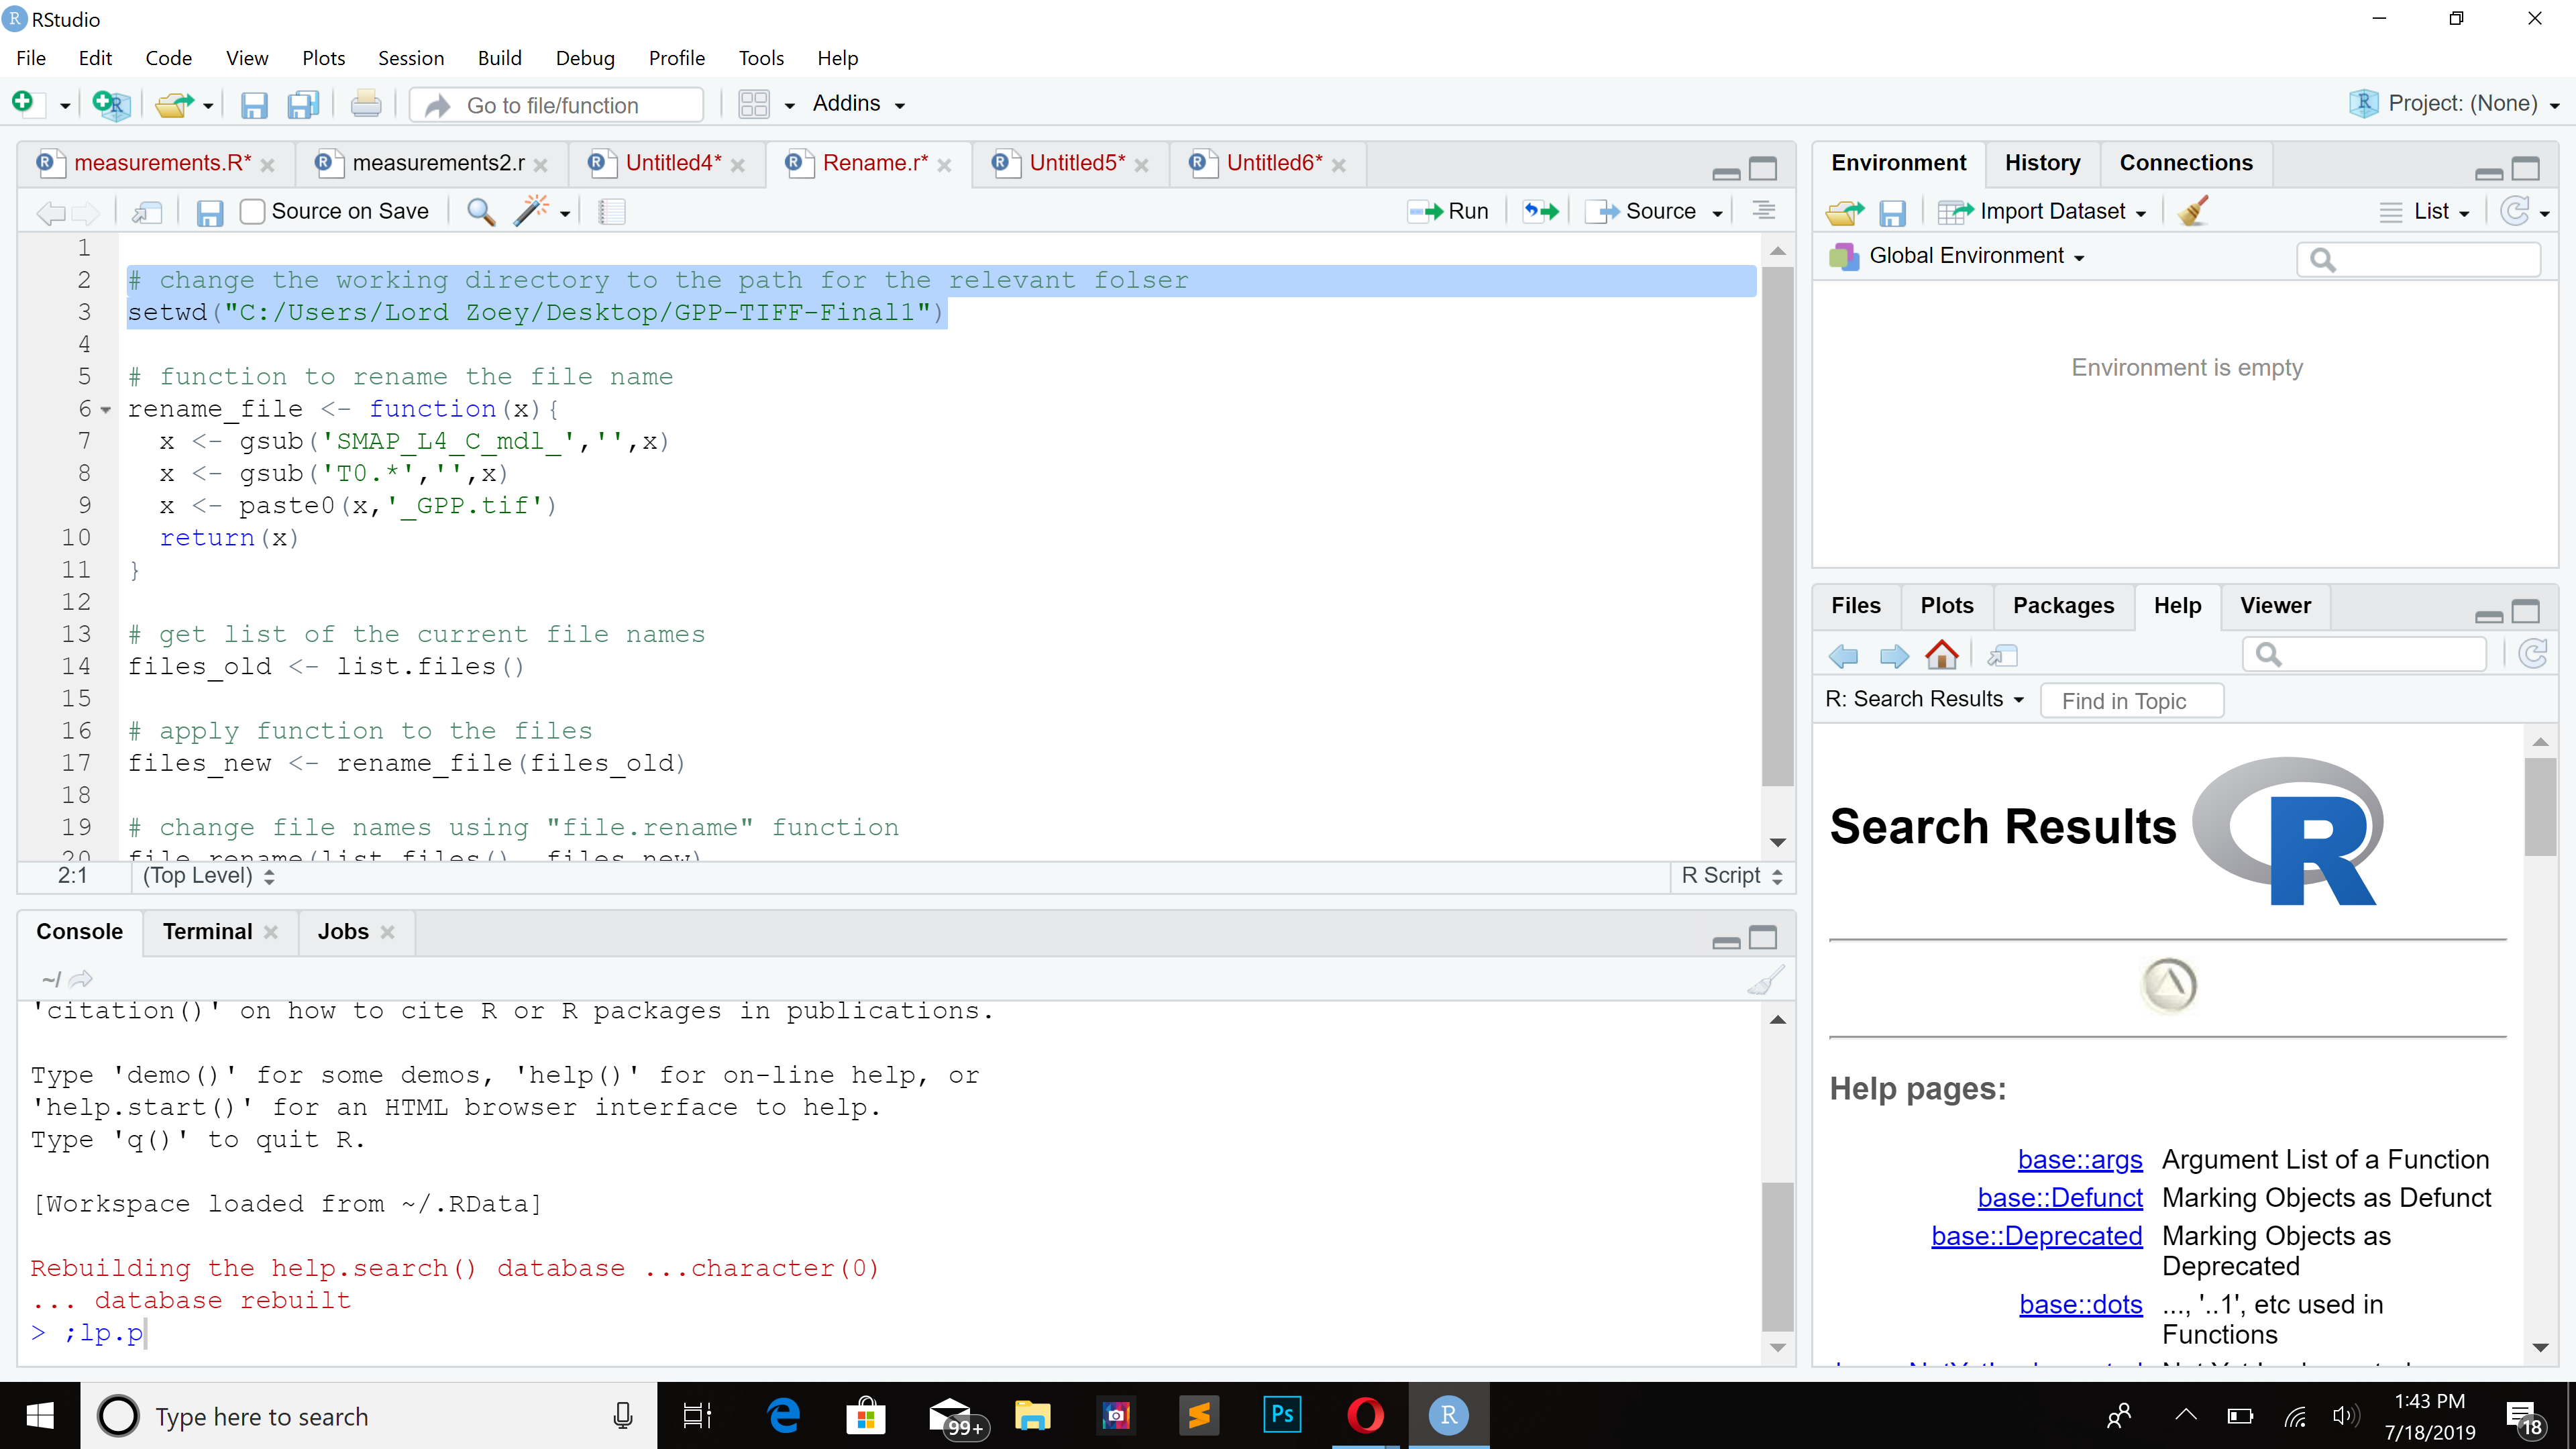 RStudio
File Edit Code View Plots Session Build Debug Profile Tools Help
Go to file/function Addins Project: (None)
measurements.R* measurements2.r Untitled4* Rename.r* Untitled5* Untitled6*
Source on Save Run Source
1
2 # change the working directory to the path for the relevant folser
3 setwd("C:/Users/Lord Zoey/Desktop/GPP-TIFF-Final1")
4
5 # function to rename the file name
6 rename_file <- function(x){
7 x <- gsub('SMAP_L4_C_mdl_','',x)
8 x <- gsub('T0.*','',x)
9 x <- paste0(x,'_GPP.tif')
10 return(x)
11 }
12
13 # get list of the current file names
14 files_old <- list.files()
15
16 # apply function to the files
17 files_new <- rename_file(files_old)
18
19 # change file names using "file.rename" function
20 file.rename(list.files(), files_new)
2:1 (Top Level) R Script
Console Terminal Jobs
~/
'citation()' on how to cite R or R packages in publications.
Type 'demo()' for some demos, 'help()' for on-line help, or
'help.start()' for an HTML browser interface to help.
Type 'q()' to quit R.
[Workspace loaded from ~/.RData]
Rebuilding the help.search() database ...character(0)
... database rebuilt
> ;lp.p
Environment History Connections
Import Dataset List
Global Environment
Environment is empty
Files Plots Packages Help Viewer
R: Search Results Find in Topic
Search Results R
Help pages:
base::args Argument List of a Function
base::Defunct Marking Objects as Defunct
base::Deprecated Marking Objects as
Deprecated
base::dots ..., '..1', etc used in
Functions
Type here to search 99+ Ps R 1:43 PM
7/18/2019 18